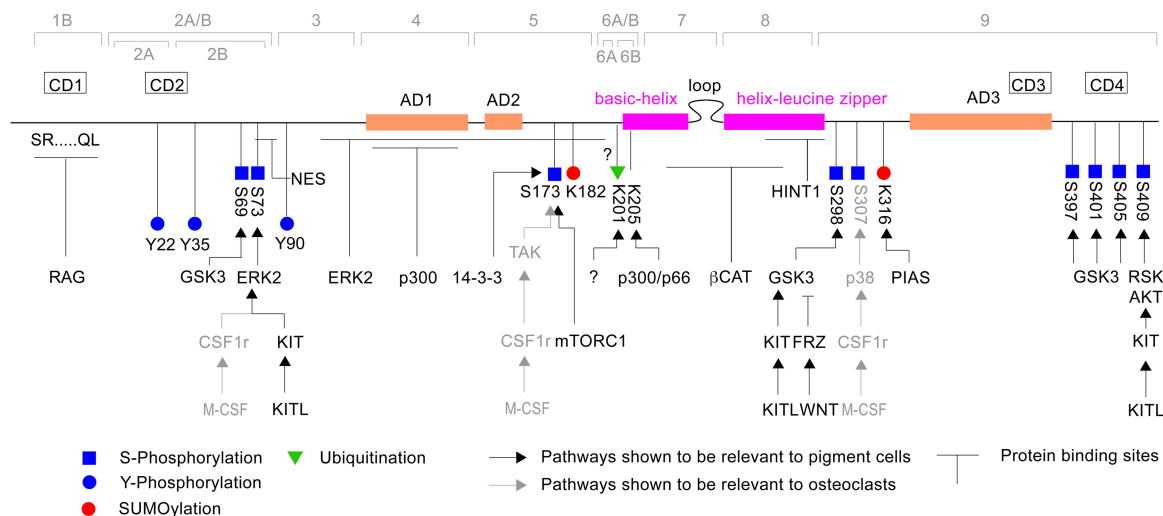 1B 2A/B 3 4 5 6A/B 7 8 9
2A 2B 6A 6B
CD1 CD2 AD1 AD2 basic-helix loop helix-leucine zipper AD3 CD3 CD4
SR.....QL
?
NES
HINT1
S69 S73 S173 K182 K201 K205 S298 S307 K316 S397 S401 S405 S409
Y22 Y35 Y90
TAK
RAG GSK3 ERK2 ERK2 p300 14-3-3 ? p300/p66 βCAT GSK3 p38 PIAS GSK3 RSK
AKT
CSF1r KIT CSF1r mTORC1 KIT FRZ CSF1r KIT
M-CSF KITL M-CSF KITL WNT M-CSF KITL
S-Phosphorylation Ubiquitination Pathways shown to be relevant to pigment cells Protein binding sites
Y-Phosphorylation Pathways shown to be relevant to osteoclasts
SUMOylation